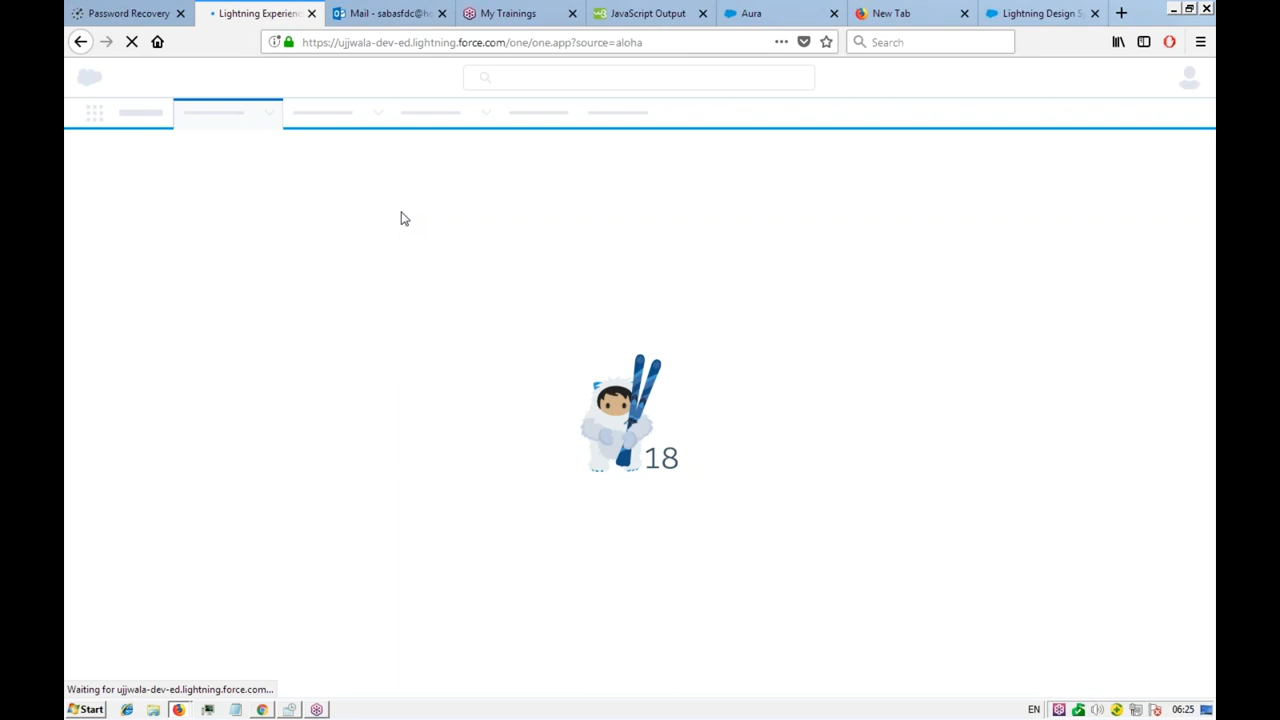 Password Recovery
Lightning Experienc
Mail - sabasfdc@ho
My Trainings
JavaScript Output
Aura
New Tab
Lightning Design Sy
https://ujjwala-dev-ed.lightning.force.com/one/one.app?source=aloha
Search
18
Waiting for ujjwala-dev-ed.lightning.force.com...
Start
EN
06:25